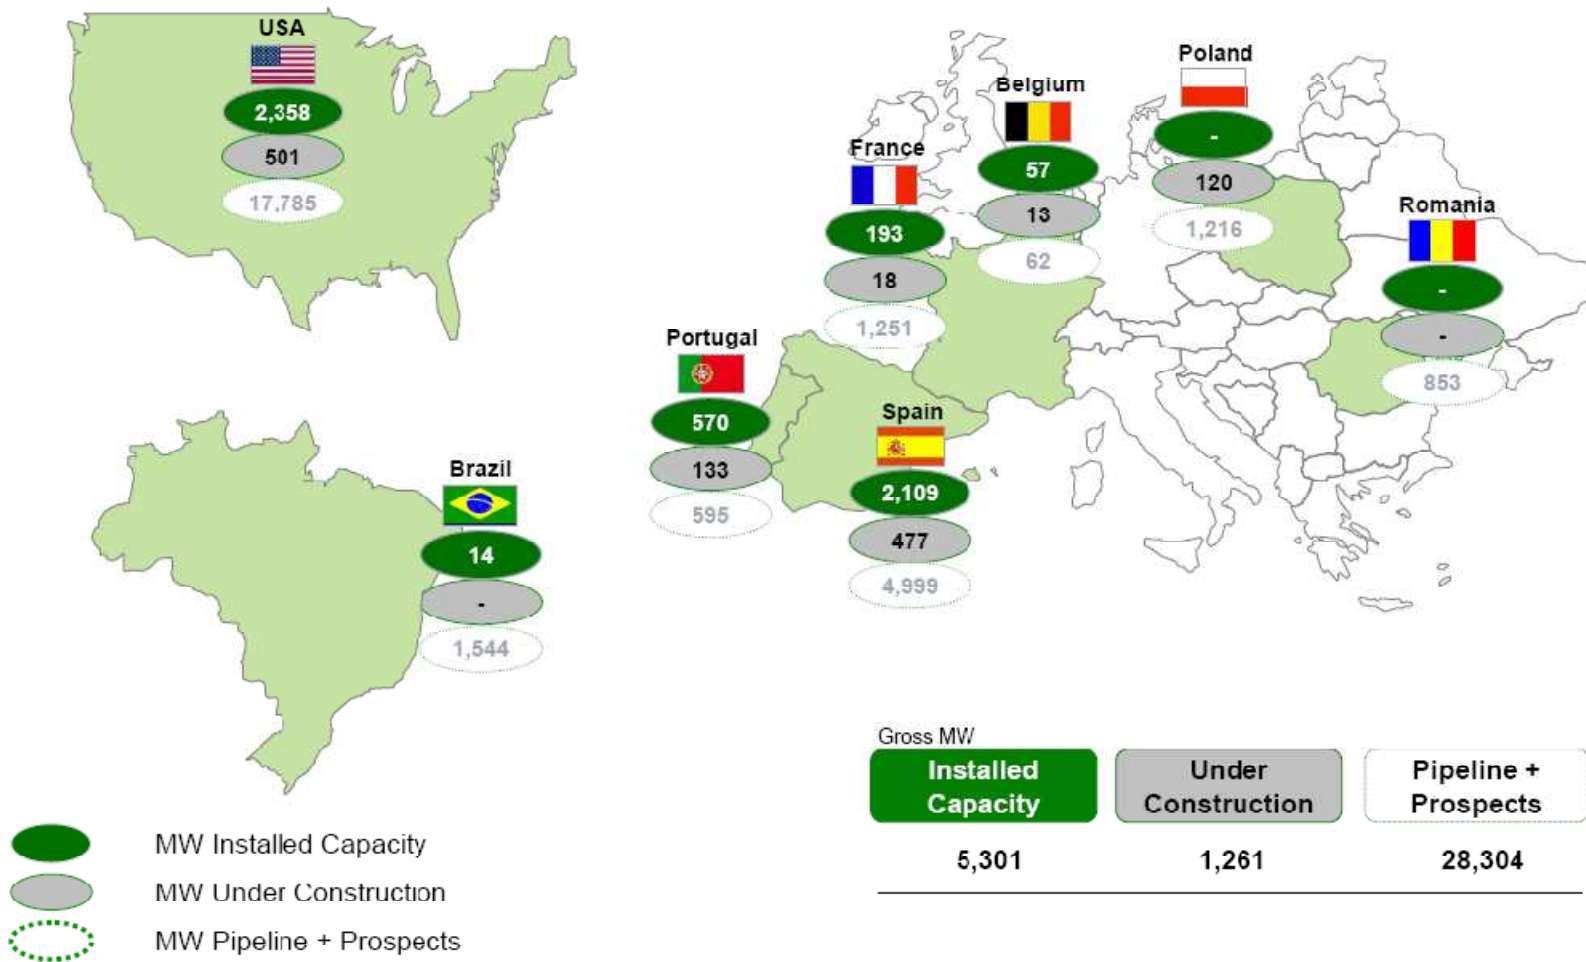 USA
2,358
501
17,785
Brazil
14
-
1,544
Portugal
570
133
595
Spain
2,109
477
4,999
France
193
18
1,251
Belgium
57
13
62
Poland
-
120
1,216
Romania
-
-
853
Gross MW
Installed
Capacity
Under
Construction
Pipeline +
Prospects
5,301
1,261
28,304
MW Installed Capacity
MW Under Construction
MW Pipeline + Prospects